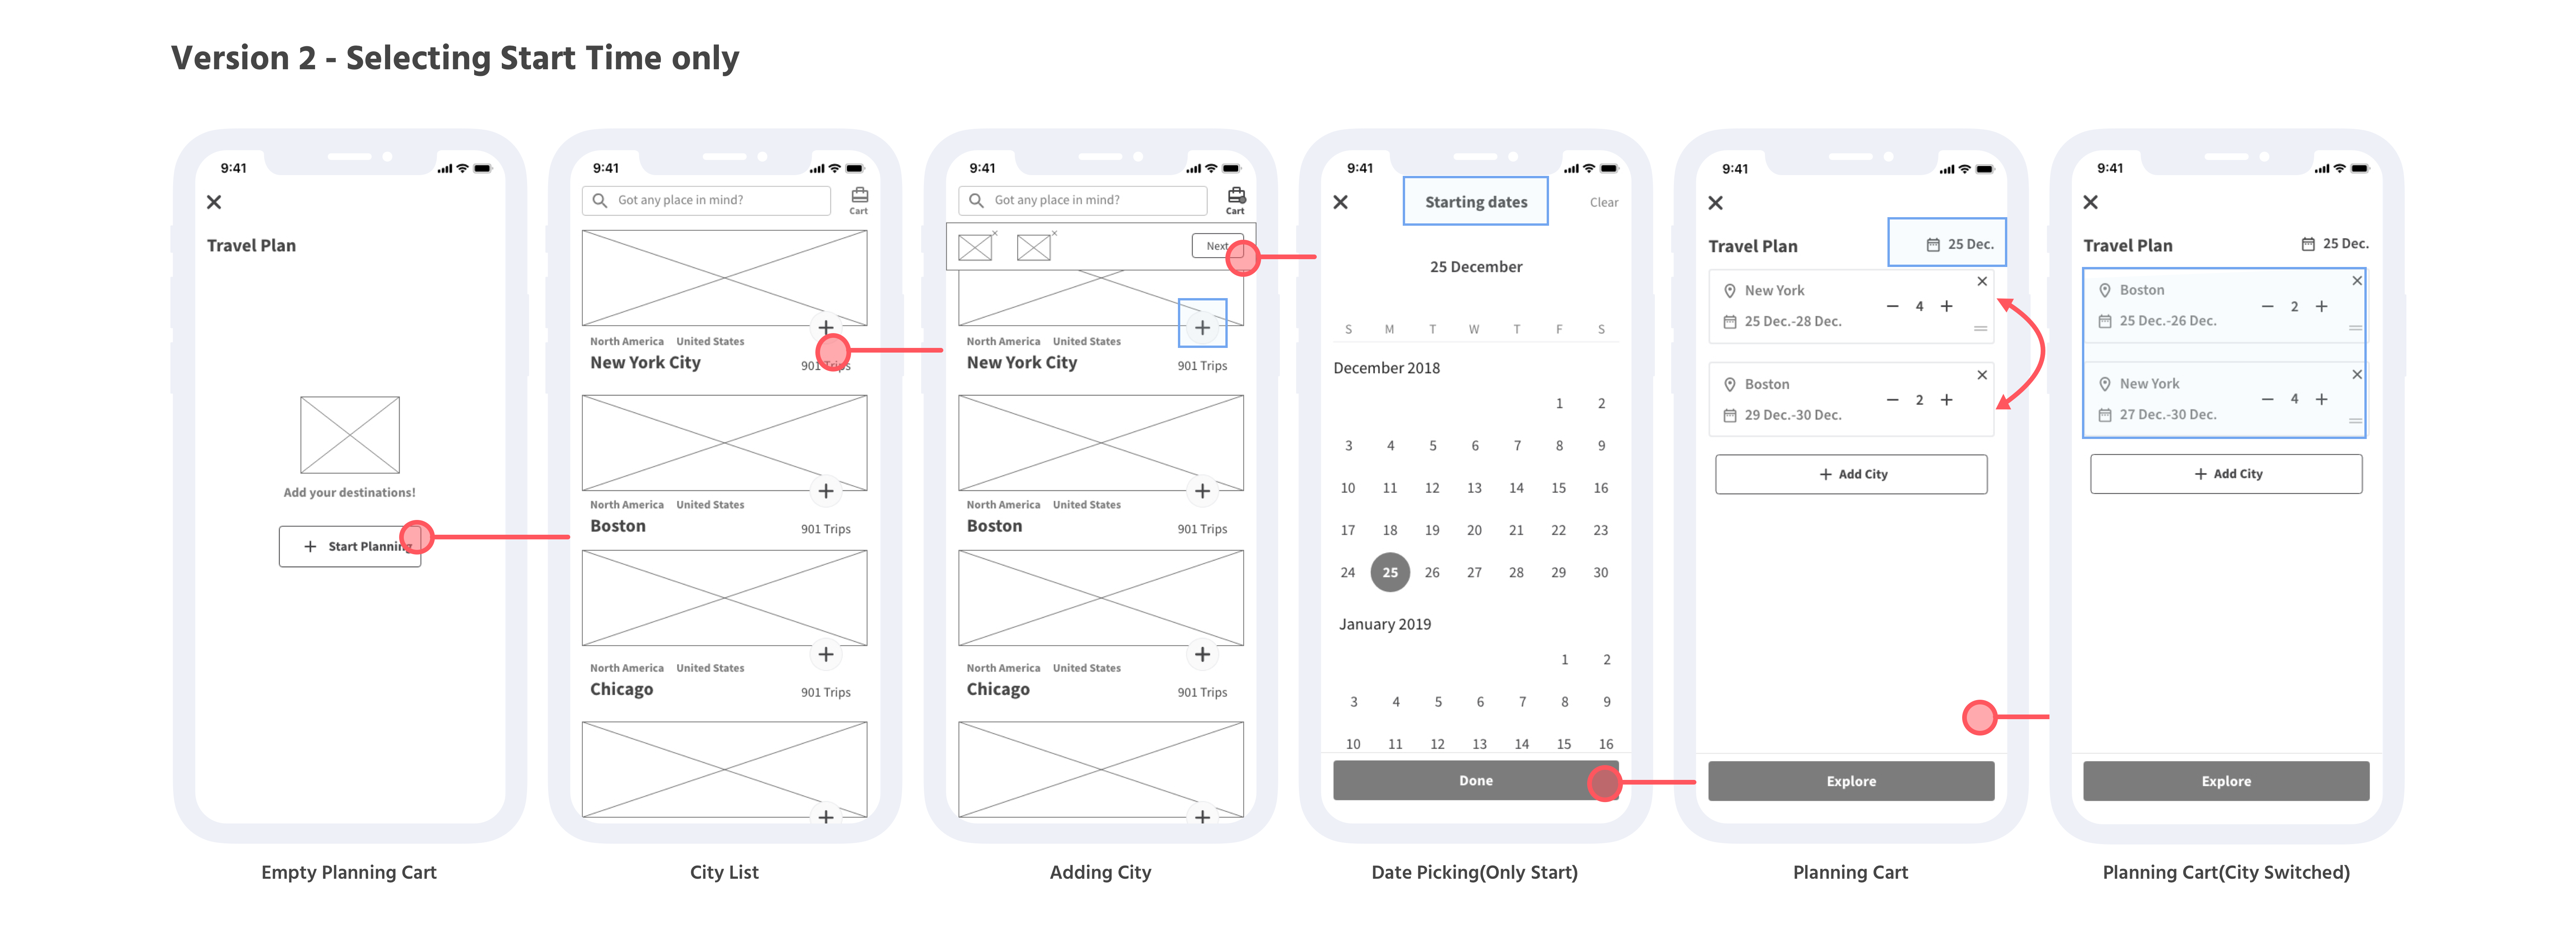 Version 2 - Selecting Start Time only
9:41
Travel Plan
Add your destinations!
+ Start Planning
Empty Planning Cart
9:41
Got any place in mind?
Cart
North America United States
New York City
901 Trips
North America United States
Boston
901 Trips
North America United States
Chicago
901 Trips
City List
9:41
Got any place in mind?
Cart
Next
North America United States
New York City
901 Trips
North America United States
Boston
901 Trips
North America United States
Chicago
901 Trips
Adding City
9:41
Starting dates
Clear
25 December
S M T W T F S
December 2018
1 2
3 4 5 6 7 8 9
10 11 12 13 14 15 16
17 18 19 20 21 22 23
24 25 26 27 28 29 30
January 2019
1 2
3 4 5 6 7 8 9
10 11 12 13 14 15 16
Done
Date Picking(Only Start)
9:41
Travel Plan
25 Dec.
New York
25 Dec.-28 Dec.
− 4 +
Boston
29 Dec.-30 Dec.
− 2 +
+ Add City
Explore
Planning Cart
9:41
Travel Plan
25 Dec.
Boston
25 Dec.-26 Dec.
− 2 +
New York
27 Dec.-30 Dec.
− 4 +
+ Add City
Explore
Planning Cart(City Switched)